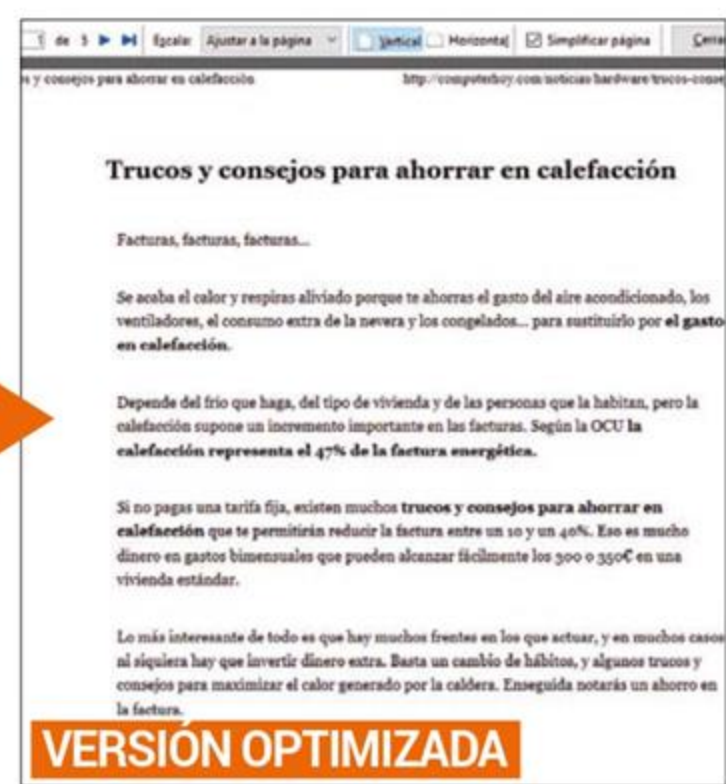 1 de 3 Escalar Ajustar a la página Vertical Horizontal Simplificar página Cerrar
s y consejos para ahorrar en calefacción http://computerhoy.com/noticias/hardware/trucos-conse
Trucos y consejos para ahorrar en calefacción
Facturas, facturas, facturas...
Se acaba el calor y respiras aliviado porque te ahorras el gasto del aire acondicionado, los
ventiladores, el consumo extra de la nevera y los congelados... para sustituirlo por el gasto
en calefacción.
Depende del frio que haga, del tipo de vivienda y de las personas que la habitan, pero la
calefacción supone un incremento importante en las facturas. Según la OCU la
calefacción representa el 47% de la factura energética.
Si no pagas una tarifa fija, existen muchos trucos y consejos para ahorrar en
calefacción que te permitirán reducir la factura entre un 10 y un 40%. Eso es mucho
dinero en gastos bimensuales que pueden alcanzar fácilmente los 300 o 350€ en una
vivienda estándar.
Lo más interesante de todo es que hay muchos frentes en los que actuar, y en muchos casos
ni siquiera hay que invertir dinero extra. Basta un cambio de hábitos, y algunos trucos y
consejos para maximizar el calor generado por la caldera. Enseguida notarás un ahorro en
la factura.
VERSIÓN OPTIMIZADA